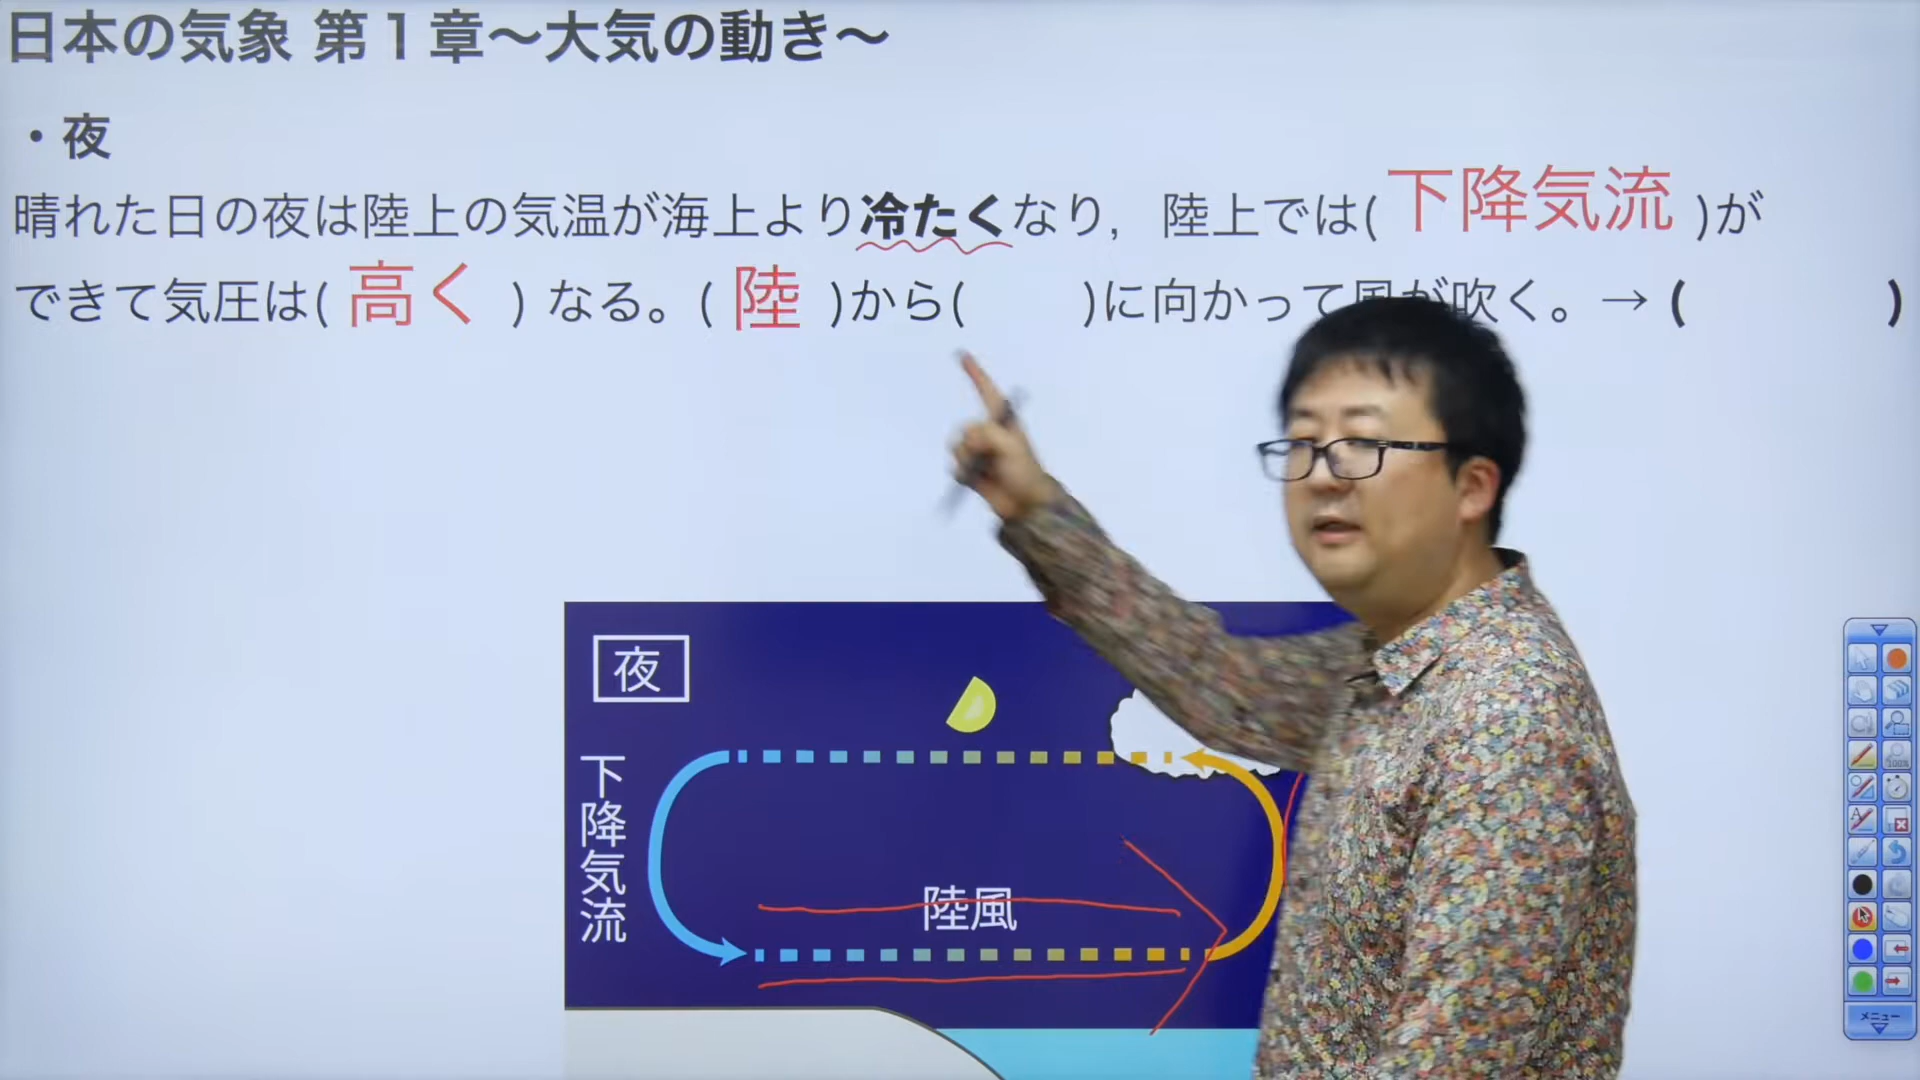 日本の気象 第1章～大気の動き～
・夜
晴れた日の夜は陸上の気温が海上より冷たくなり，陸上では( 下降気流 )が
できて気圧は( 高く ) なる。( 陸 )から(   )に向かって風が吹く。→ (   )
夜
下降気流
陸風
メニュー